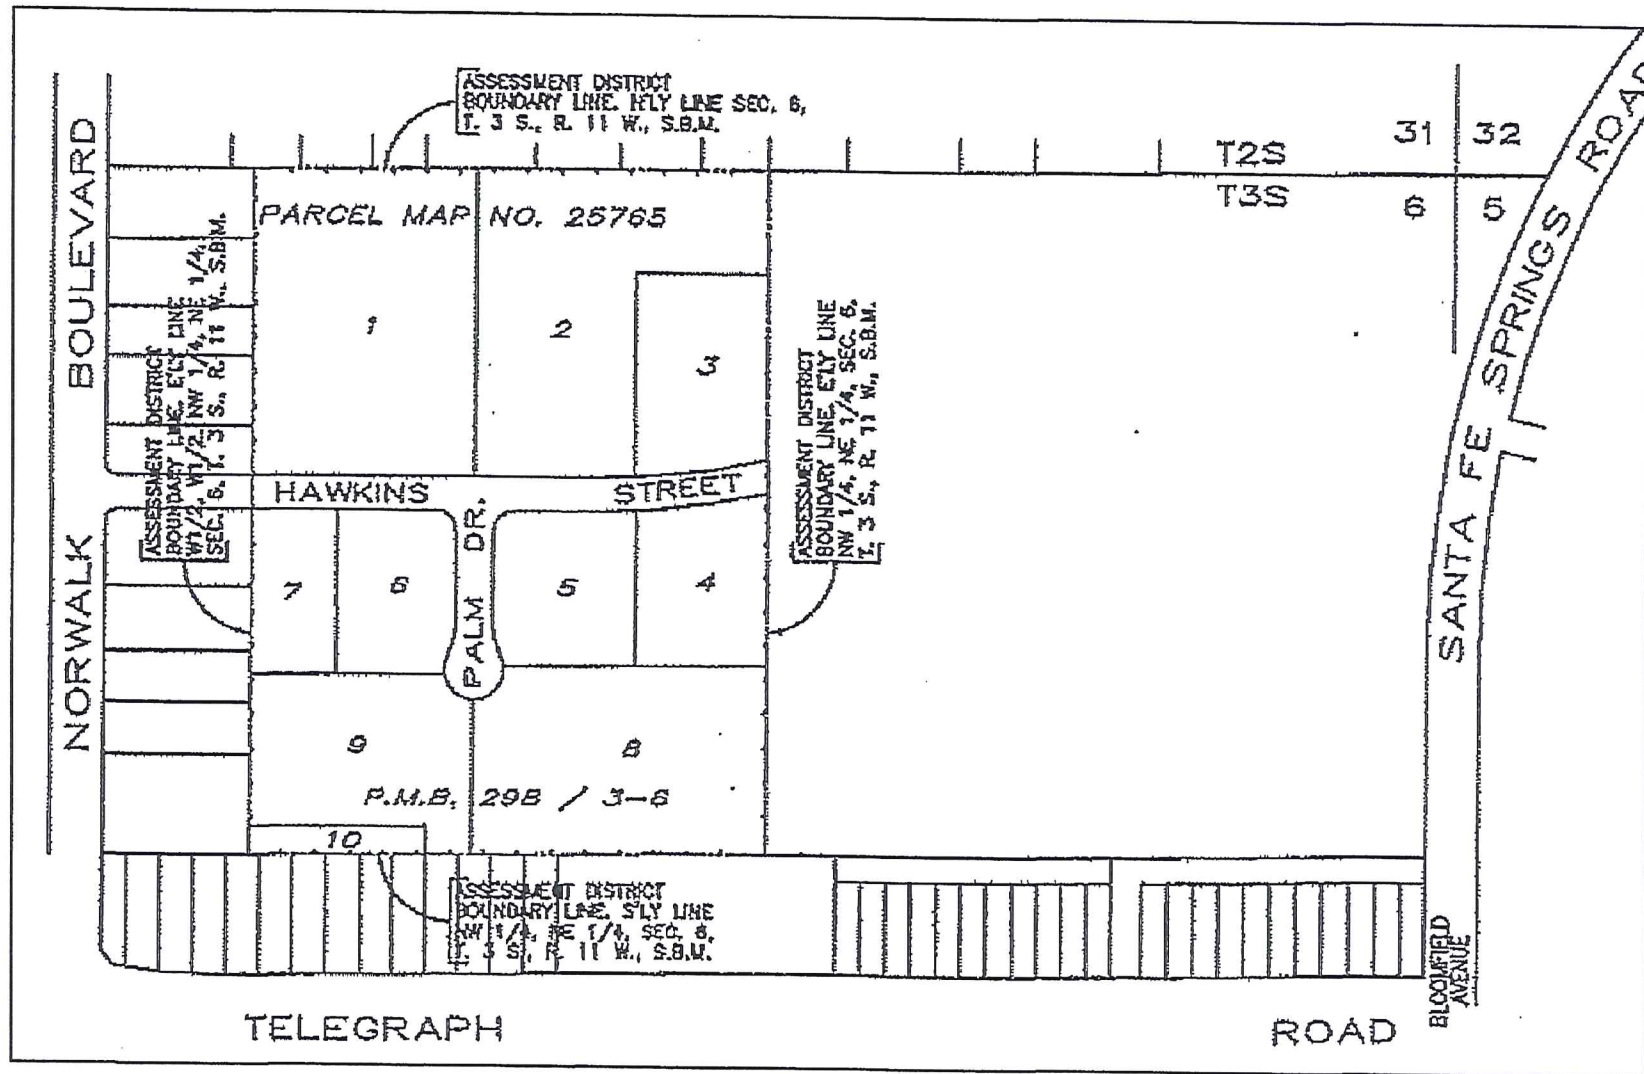 ASSESSMENT DISTRICT
BOUNDARY LINE. N'LY LINE SEC. 6,
T. 3 S., R. 11 W., S.B.M.
31
32
T2S
T3S
6
5
PARCEL MAP NO. 25765
1
2
3
BOULEVARD
NORWALK
ASSESSMENT DISTRICT
BOUNDARY LINE. E'LY LINE
W1/2, W1/2, NW 1/4, NE 1/4,
SEC. 6, T. 3 S., R. 11 W., S.B.M.
HAWKINS STREET
PALM DR.
ASSESSMENT DISTRICT
BOUNDARY LINE. E'LY LINE
NW 1/4, NE 1/4, SEC. 6,
T. 3 S., R. 11 W., S.B.M.
SANTA FE SPRINGS ROAD
7
6
5
4
9
8
P.M.B. 298 / 3-6
10
ASSESSMENT DISTRICT
BOUNDARY LINE. S'LY LINE
NW 1/4, NE 1/4, SEC. 6,
T. 3 S., R. 11 W., S.B.M.
BLOOMFIELD
AVENUE
TELEGRAPH ROAD